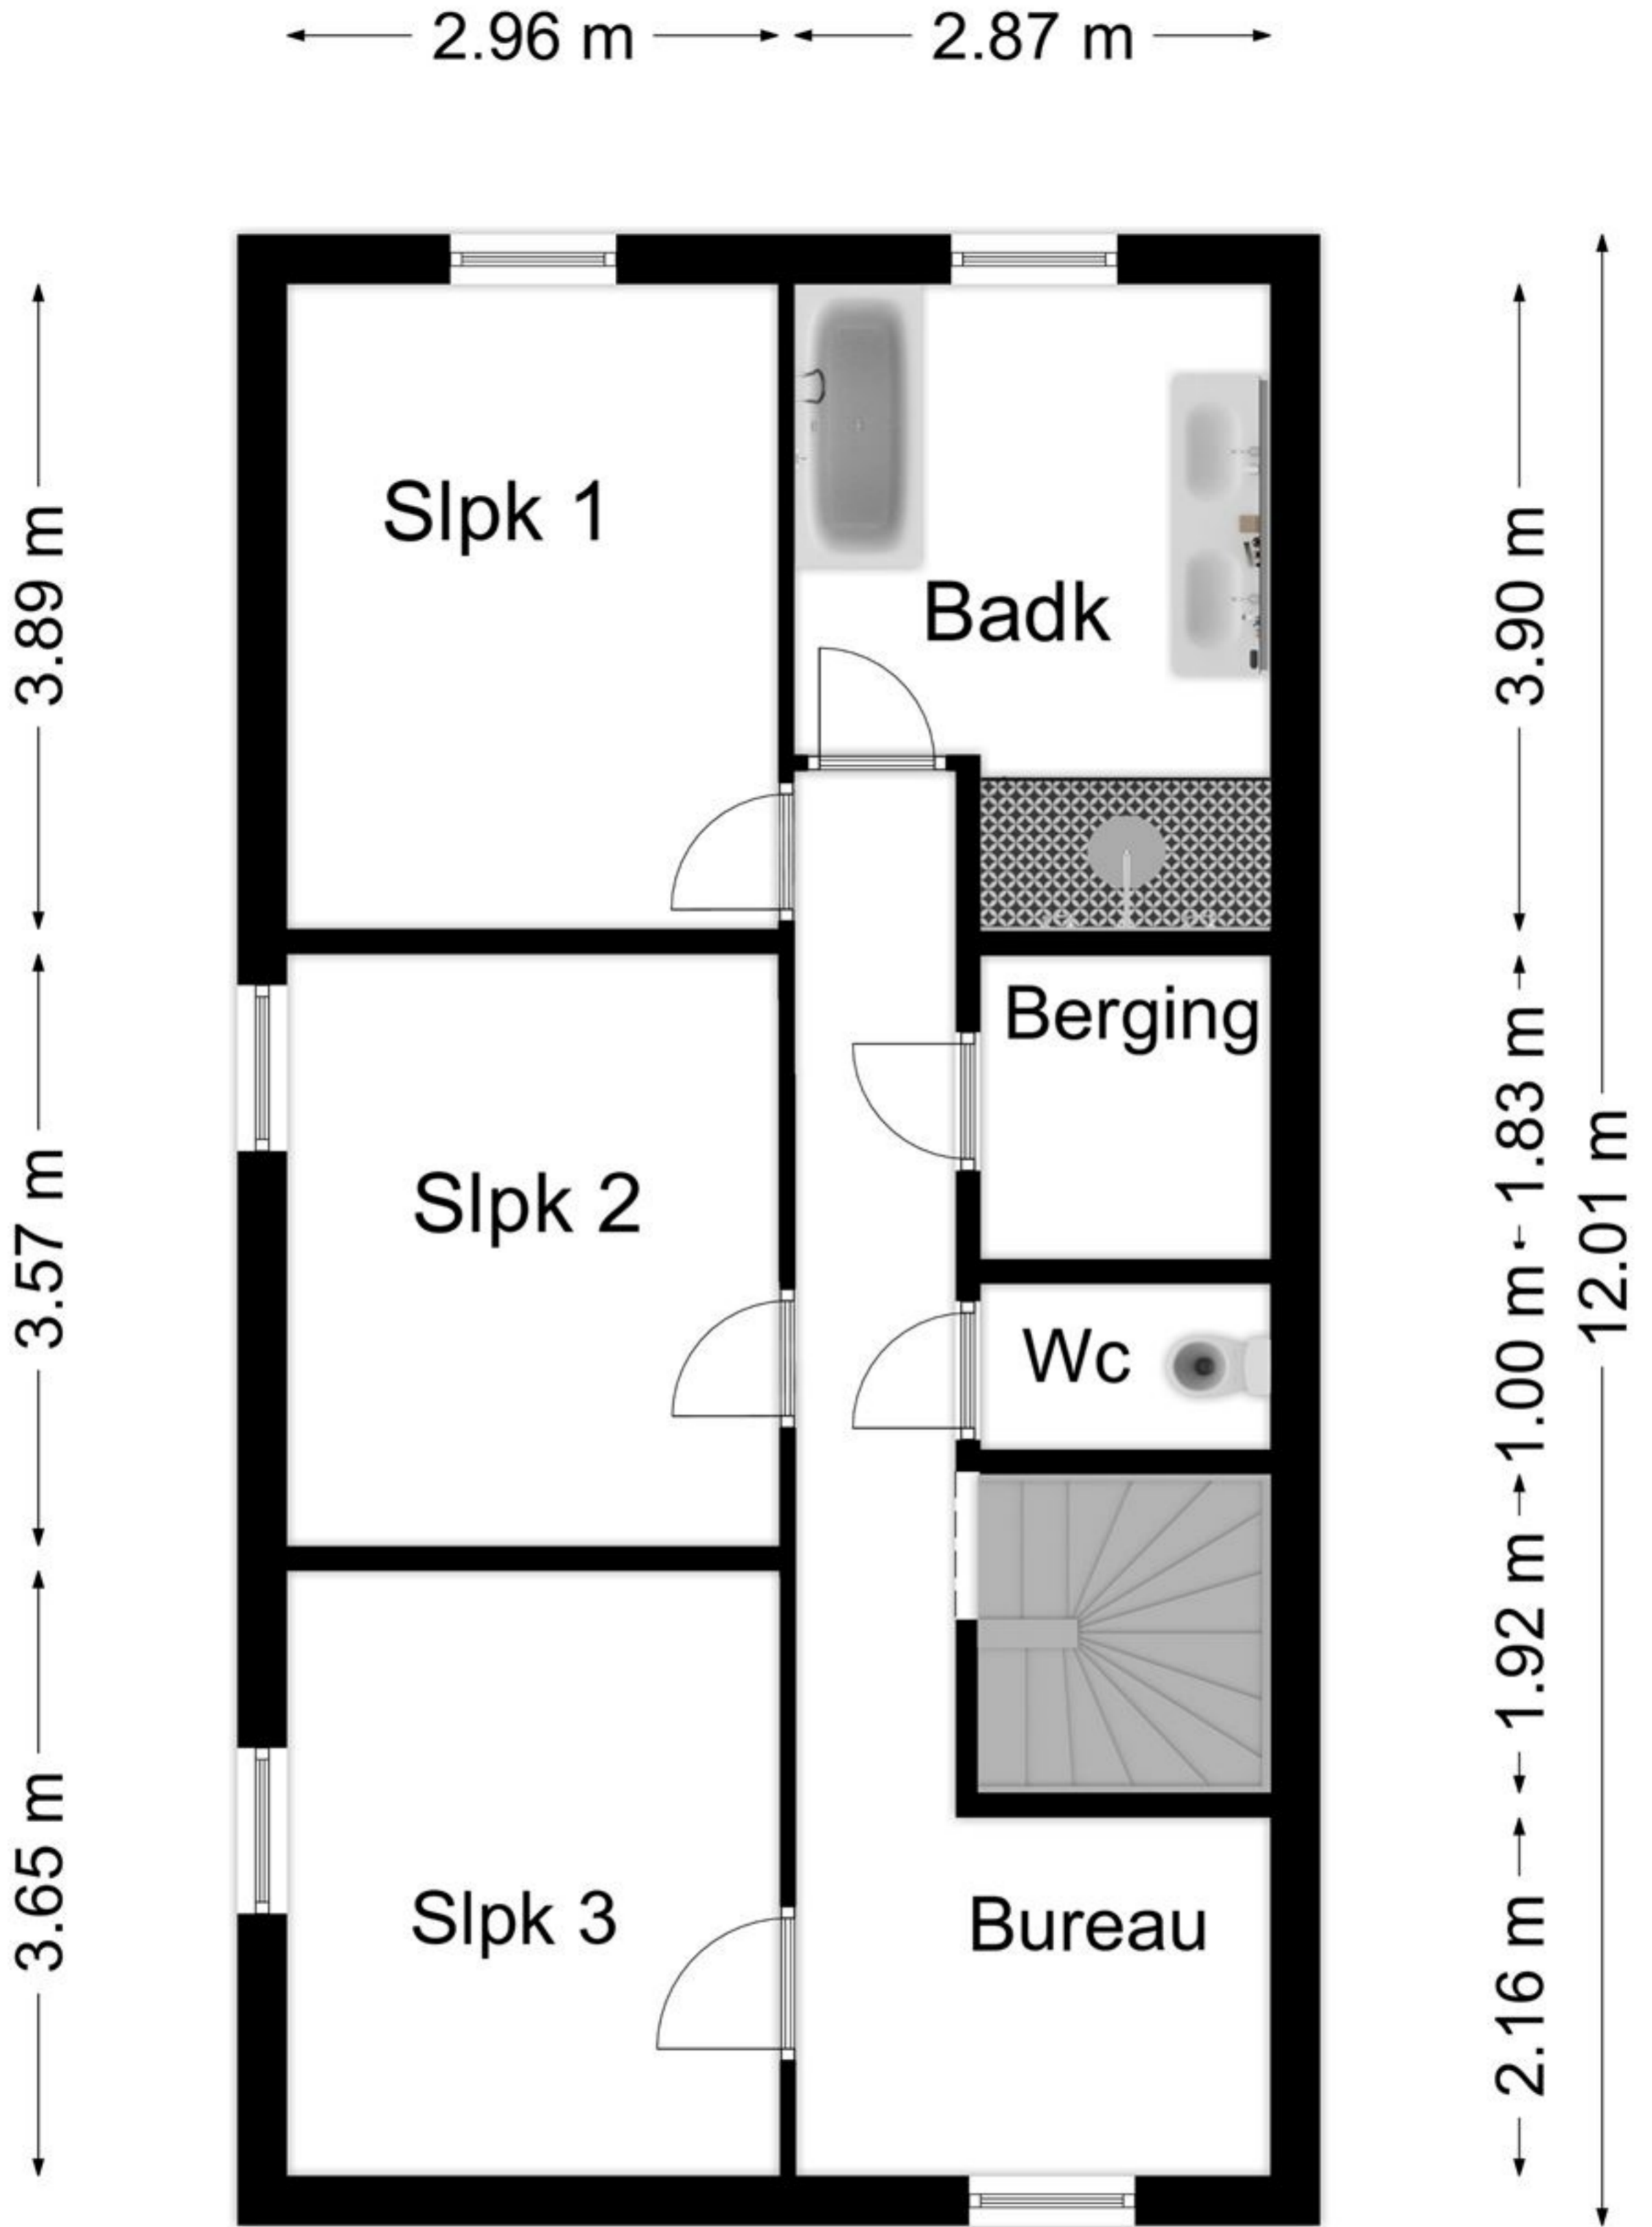 2.96 m
2.87 m
Slpk 1
Badk
3.89 m
3.90 m
Berging
1.83 m
12.01 m
Slpk 2
3.57 m
1.00 m
Wc
1.92 m
3.65 m
Slpk 3
Bureau
2.16 m